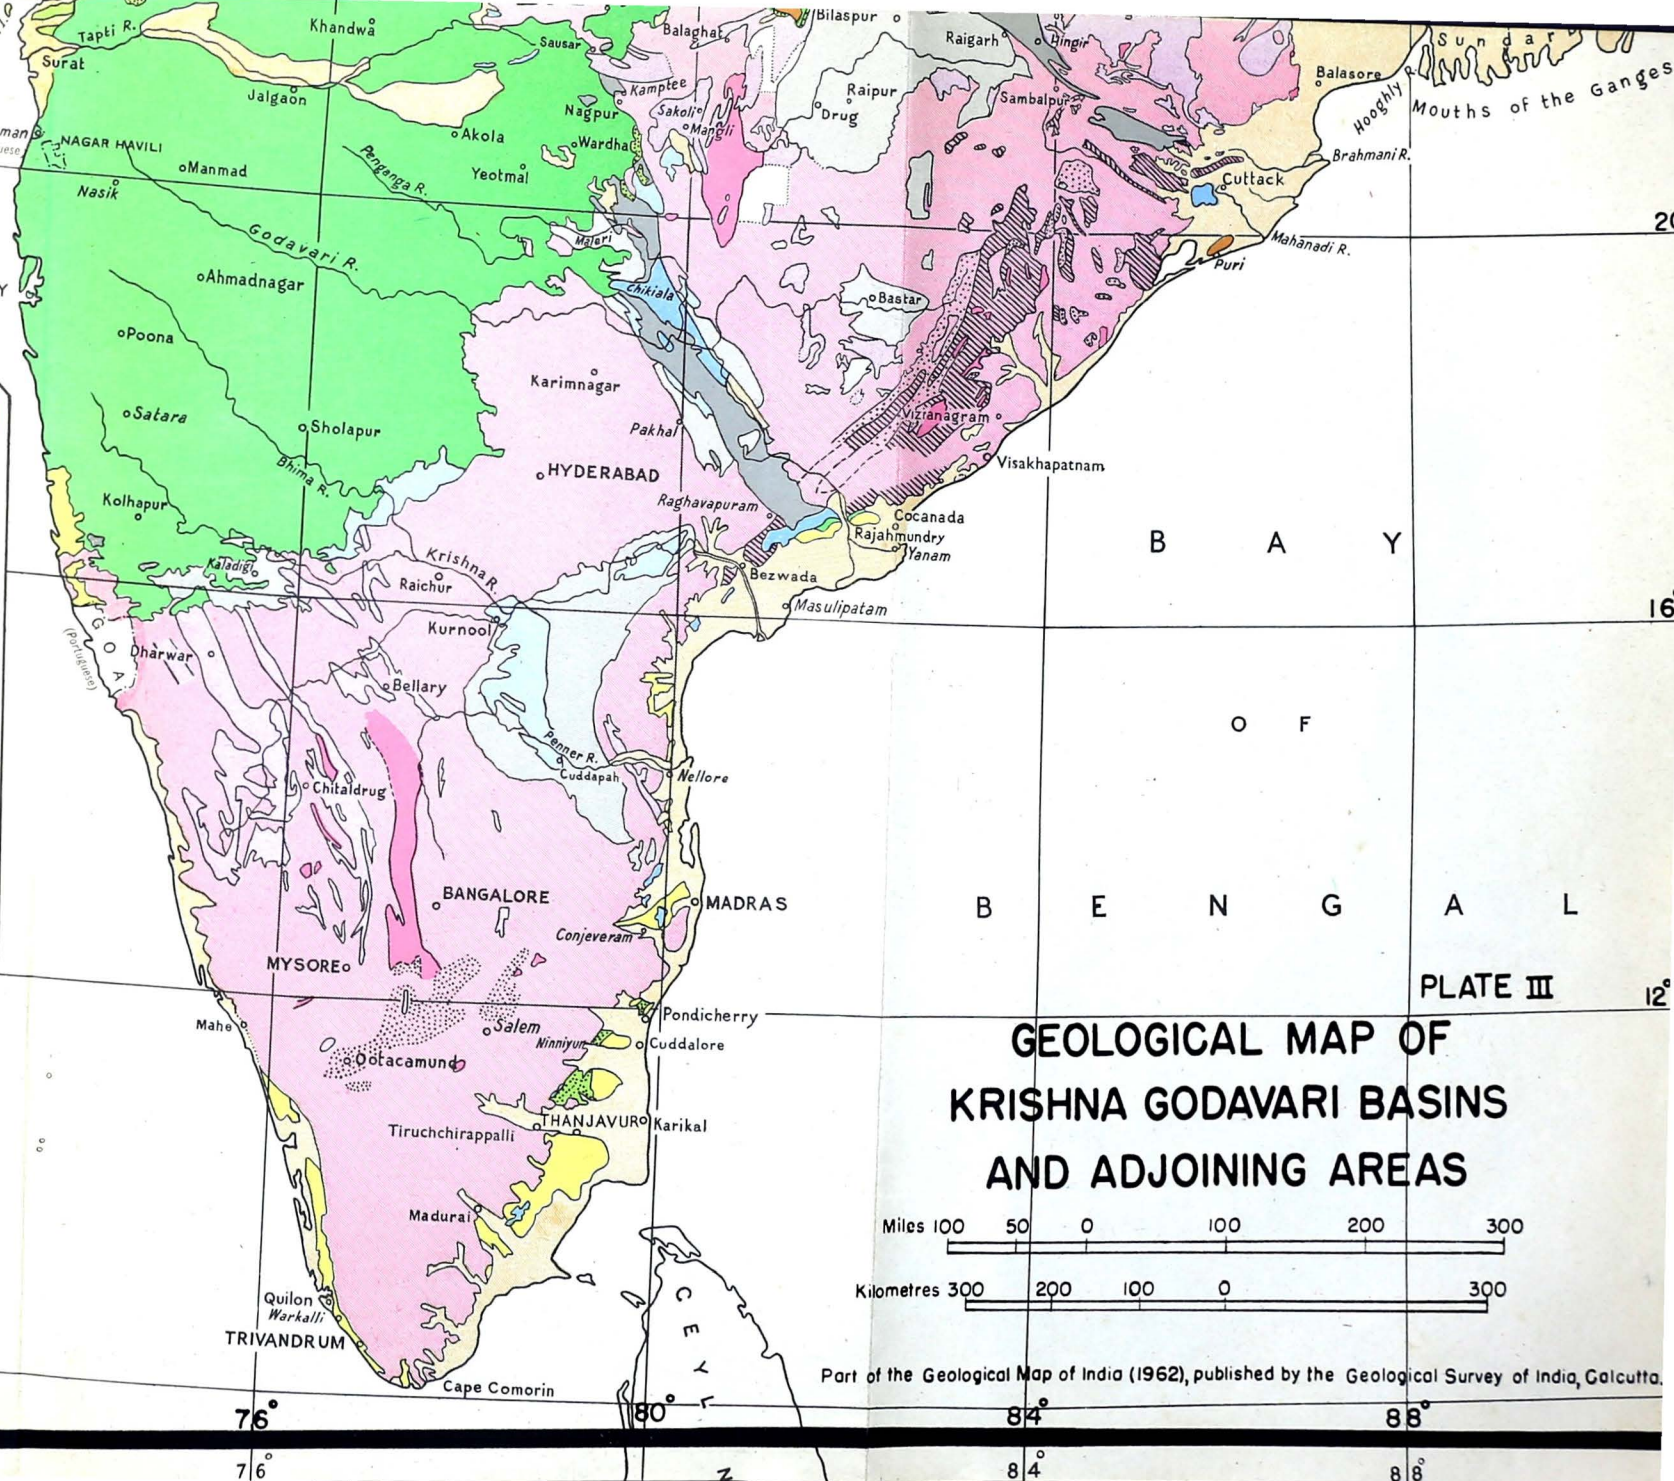 Tapti R.
Khandwa
Sausar
Balaghat
Bilaspur
Raigarh
Hingir
Sundar
Surat
Jalgaon
Kamptee
Nagpur
Sakoli
Mangli
Raipur
Drug
Sambalpur
Balasore
Hooghly R.
Mouths of the Ganges
NAGAR HAVILI
Akola
Wardha
Manmad
Nasik
Penganga R.
Yeotmal
Brahmani R.
Cuttack
20
Godavari R.
Maleri
Mahanadi R.
Puri
Ahmadnagar
Chikiala
Bastar
Y
Poona
Karimnagar
Satara
Sholapur
Pakhal
Vizianagram
Bhima R.
HYDERABAD
Visakhapatnam
Kolhapur
Raghavapuram
Cocanada
Rajahmundry
Yanam
BAY
Kaladgi
Krishna R.
Raichur
Bezwada
Masulipatam
16°
Kurnool
GOA
(Portuguese)
Dharwar
Bellary
OF
Penner R.
Cuddapah
Nellore
Chitaldrug
BANGALORE
MADRAS
BENGAL
Conjeveram
MYSORE
PLATE III
12°
Mahe
Salem
Pondicherry
Ninniyur
Cuddalore
Ootacamund
GEOLOGICAL MAP OF
KRISHNA GODAVARI BASINS
AND ADJOINING AREAS
THANJAVUR
Karikal
Tiruchchirappalli
Madurai
Miles 100 50 0 100 200 300
Kilometres 300 200 100 0 300
Quilon
Warkalli
TRIVANDRUM
CEYL
N
Cape Comorin
Part of the Geological Map of India (1962), published by the Geological Survey of India, Calcutta.
76° 80° 84° 88°
76° 84° 88°